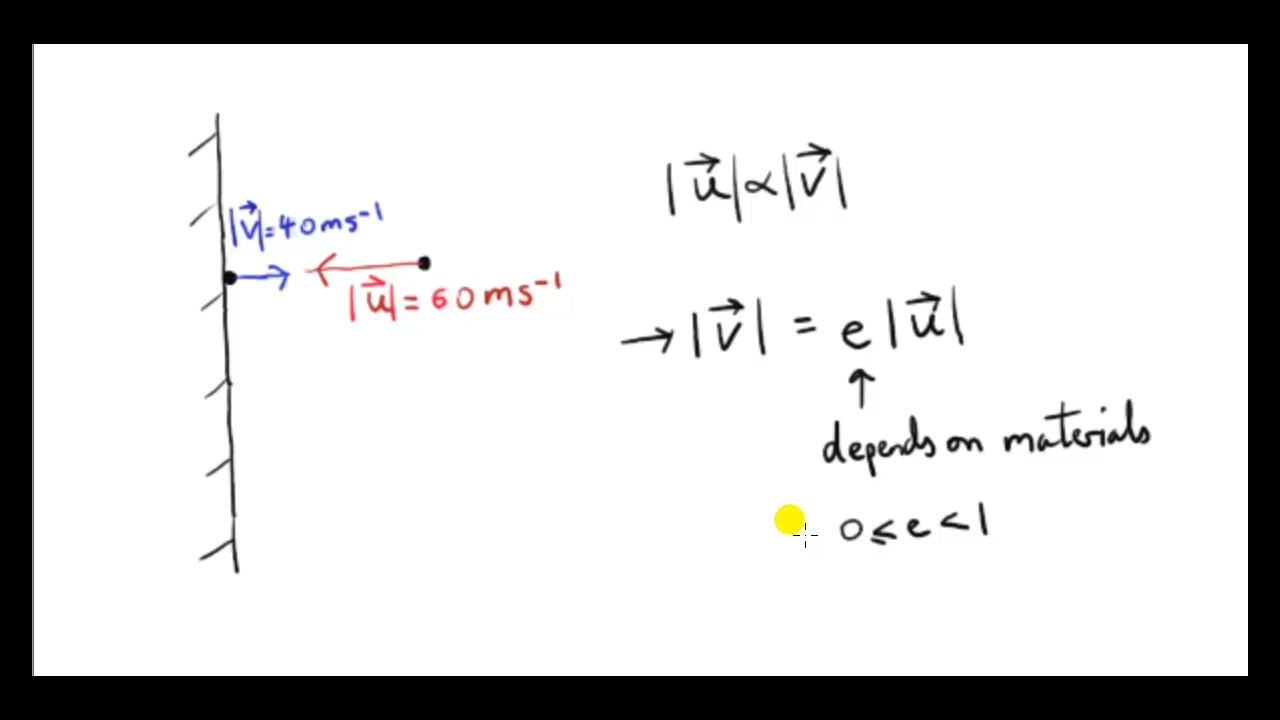 |v⃗|=40ms⁻¹
|u⃗|=60ms⁻¹
|u⃗|∝|v⃗|
→|v⃗| = e|u⃗|
↑
depends on materials
0≤e<1